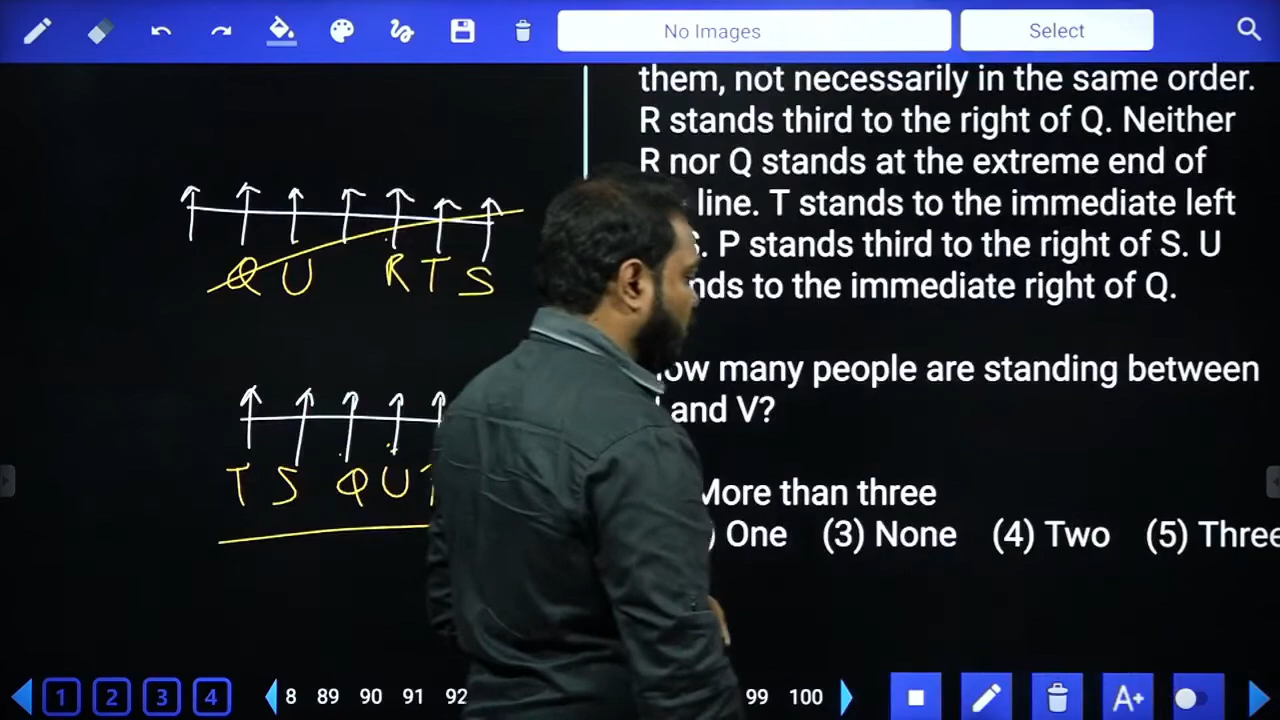 No Images
Select
them, not necessarily in the same order.
R stands third to the right of Q. Neither
R nor Q stands at the extreme end of
line. T stands to the immediate left
P stands third to the right of S. U
to the immediate right of Q.
many people are standing between
and V?
More than three
One (3) None (4) Two (5) Three
Q U R T S
T S Q U
1 2 3 4 8 89 90 91 92 99 100
A+